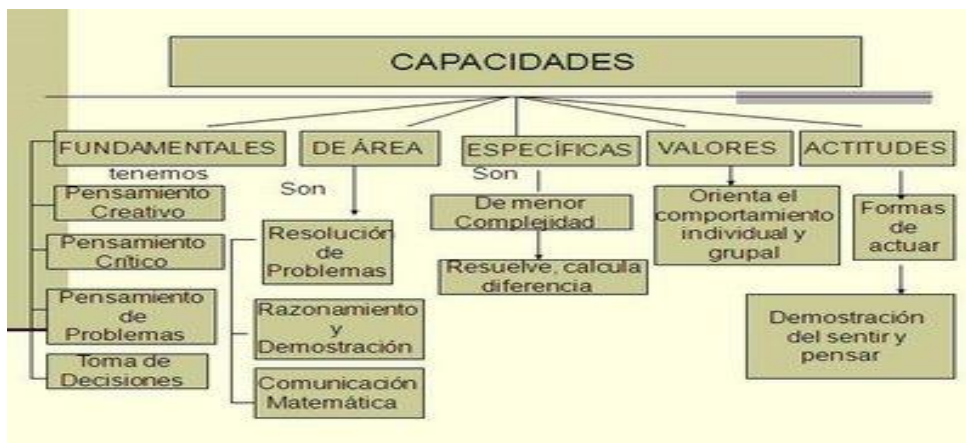 CAPACIDADES
FUNDAMENTALES
tenemos
Pensamiento
Creativo
Pensamiento
Crítico
Pensamiento
de
Problemas
Toma de
Decisiones
DE ÁREA
Son
Resolución
de
Problemas
Razonamiento
y
Demostración
Comunicación
Matemática
ESPECÍFICAS
Son
De menor
Complejidad
Resuelve, calcula
diferencia
VALORES
Orienta el
comportamiento
individual y
grupal
ACTITUDES
Formas
de
actuar
Demostración
del sentir y
pensar